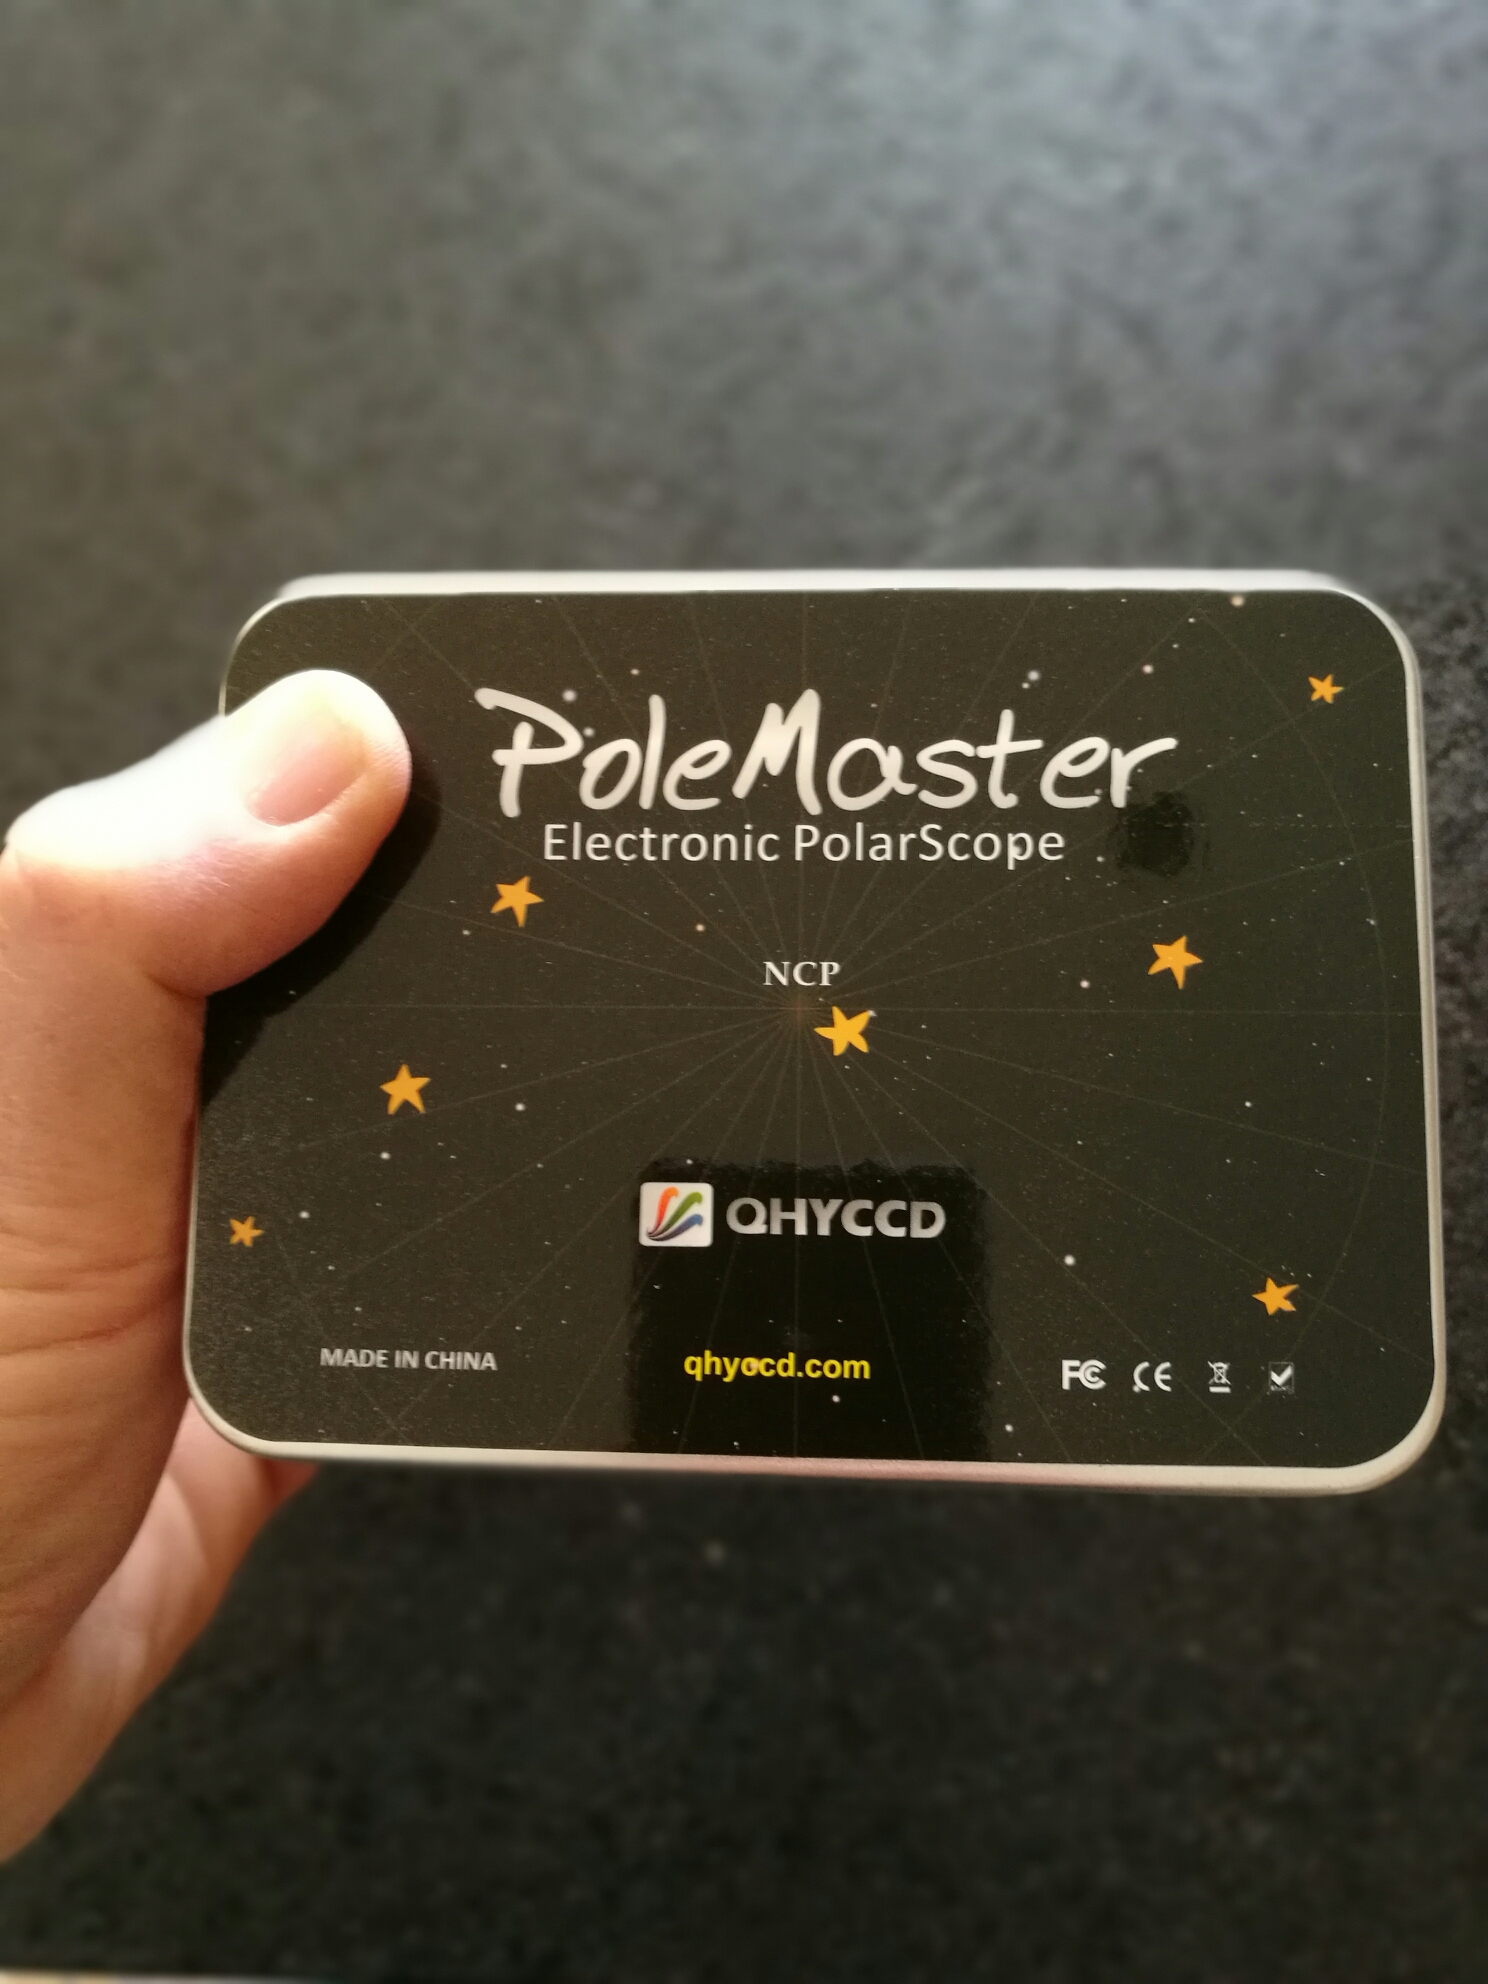 PoleMaster
Electronic PolarScope
NCP
QHYCCD
MADE IN CHINA
qhyccd.com
FC CE